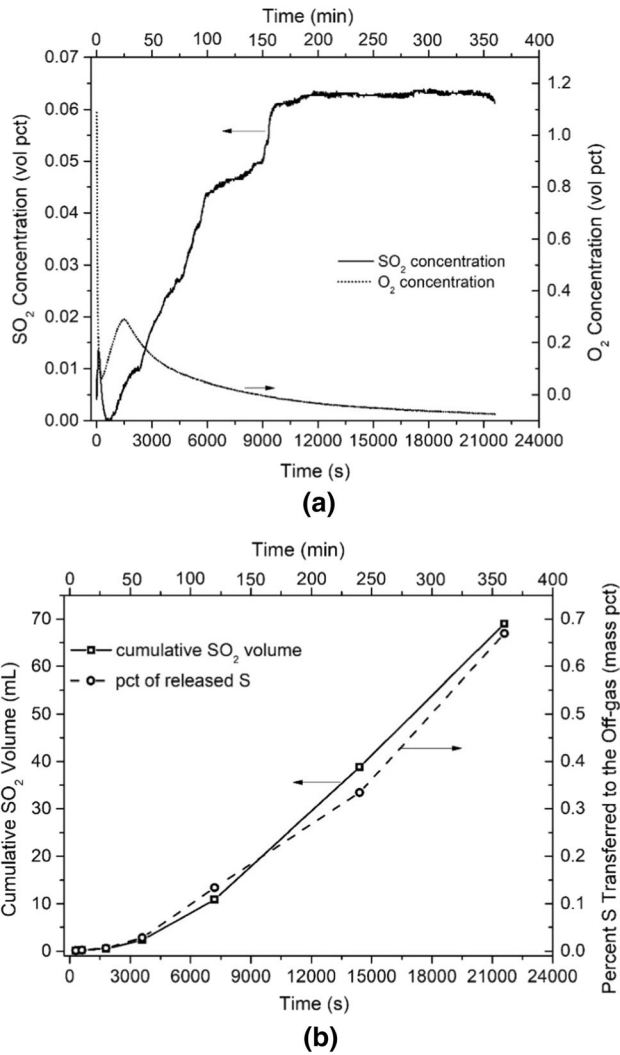 Time (min)
0 50 100 150 200 250 300 350 400
0.07
0.06
0.05
0.04
0.03
0.02
0.01
0.00
SO₂ Concentration (vol pct)
1.2
1.0
0.8
0.6
0.4
0.2
0.0
O₂ Concentration (vol pct)
SO₂ concentration
O₂ concentration
0 3000 6000 9000 12000 15000 18000 21000 24000
Time (s)
(a)
Time (min)
0 50 100 150 200 250 300 350 400
70
60
50
40
30
20
10
0
Cumulative SO₂ Volume (mL)
0.7
0.6
0.5
0.4
0.3
0.2
0.1
0.0
Percent S Transferred to the Off-gas (mass pct)
cumulative SO₂ volume
pct of released S
0 3000 6000 9000 12000 15000 18000 21000 24000
Time (s)
(b)